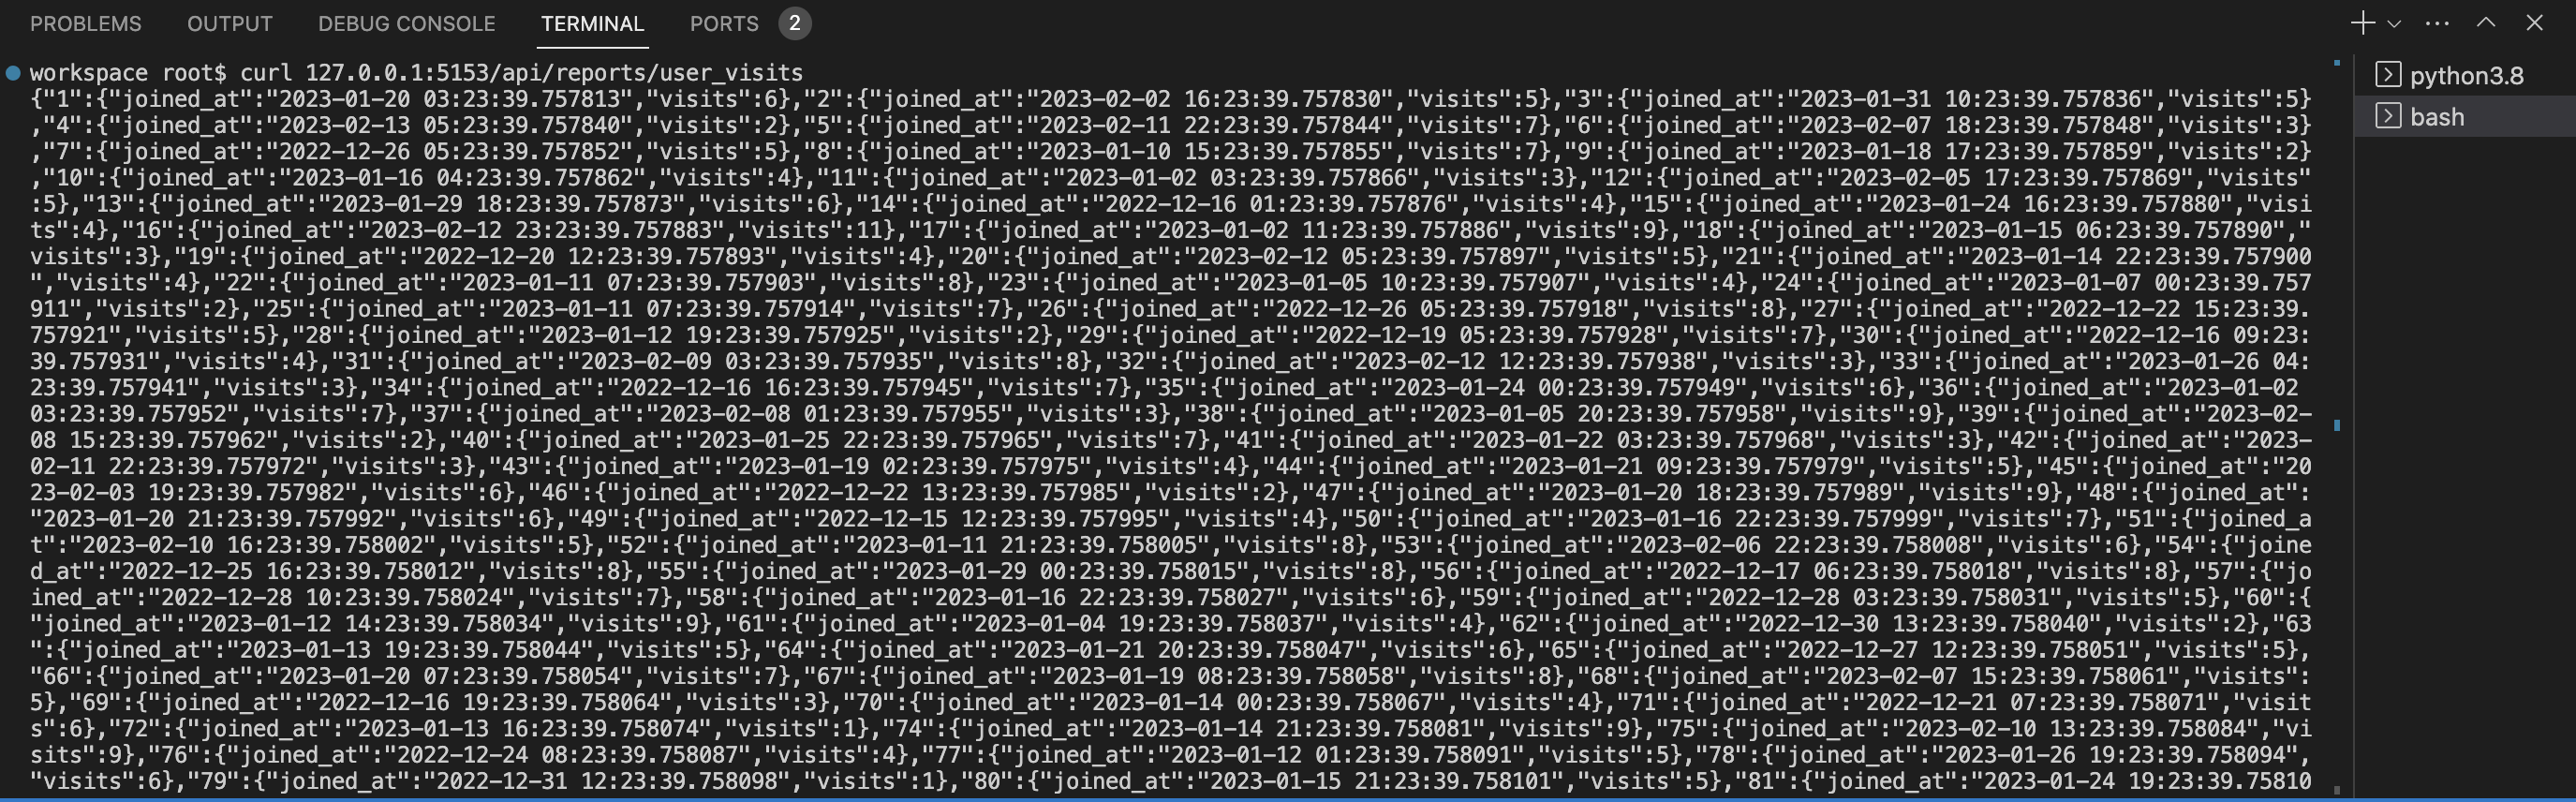 PROBLEMS OUTPUT DEBUG CONSOLE TERMINAL PORTS 2
workspace root$ curl 127.0.0.1:5153/api/reports/user_visits
{"1":{"joined_at":"2023-01-20 03:23:39.757813","visits":6},"2":{"joined_at":"2023-02-02 16:23:39.757830","visits":5},"3":{"joined_at":"2023-01-31 10:23:39.757836","visits":5}
,"4":{"joined_at":"2023-02-13 05:23:39.757840","visits":2},"5":{"joined_at":"2023-02-11 22:23:39.757844","visits":7},"6":{"joined_at":"2023-02-07 18:23:39.757848","visits":3}
,"7":{"joined_at":"2022-12-26 05:23:39.757852","visits":5},"8":{"joined_at":"2023-01-10 15:23:39.757855","visits":7},"9":{"joined_at":"2023-01-18 17:23:39.757859","visits":2}
,"10":{"joined_at":"2023-01-16 04:23:39.757862","visits":4},"11":{"joined_at":"2023-01-02 03:23:39.757866","visits":3},"12":{"joined_at":"2023-02-05 17:23:39.757869","visits"
:5},"13":{"joined_at":"2023-01-29 18:23:39.757873","visits":6},"14":{"joined_at":"2022-12-16 01:23:39.757876","visits":4},"15":{"joined_at":"2023-01-24 16:23:39.757880","visi
ts":4},"16":{"joined_at":"2023-02-12 23:23:39.757883","visits":11},"17":{"joined_at":"2023-01-02 11:23:39.757886","visits":9},"18":{"joined_at":"2023-01-15 06:23:39.757890","
visits":3},"19":{"joined_at":"2022-12-20 12:23:39.757893","visits":4},"20":{"joined_at":"2023-02-12 05:23:39.757897","visits":5},"21":{"joined_at":"2023-01-14 22:23:39.757900
","visits":4},"22":{"joined_at":"2023-01-11 07:23:39.757903","visits":8},"23":{"joined_at":"2023-01-05 10:23:39.757907","visits":4},"24":{"joined_at":"2023-01-07 00:23:39.757
911","visits":2},"25":{"joined_at":"2023-01-11 07:23:39.757914","visits":7},"26":{"joined_at":"2022-12-26 05:23:39.757918","visits":8},"27":{"joined_at":"2022-12-22 15:23:39.
757921","visits":5},"28":{"joined_at":"2023-01-12 19:23:39.757925","visits":2},"29":{"joined_at":"2022-12-19 05:23:39.757928","visits":7},"30":{"joined_at":"2022-12-16 09:23:
39.757931","visits":4},"31":{"joined_at":"2023-02-09 03:23:39.757935","visits":8},"32":{"joined_at":"2023-02-12 12:23:39.757938","visits":3},"33":{"joined_at":"2023-01-26 04:
23:39.757941","visits":3},"34":{"joined_at":"2022-12-16 16:23:39.757945","visits":7},"35":{"joined_at":"2023-01-24 00:23:39.757949","visits":6},"36":{"joined_at":"2023-01-02
03:23:39.757952","visits":7},"37":{"joined_at":"2023-02-08 01:23:39.757955","visits":3},"38":{"joined_at":"2023-01-05 20:23:39.757958","visits":9},"39":{"joined_at":"2023-02-
08 15:23:39.757962","visits":2},"40":{"joined_at":"2023-01-25 22:23:39.757965","visits":7},"41":{"joined_at":"2023-01-22 03:23:39.757968","visits":3},"42":{"joined_at":"2023-
02-11 22:23:39.757972","visits":3},"43":{"joined_at":"2023-01-19 02:23:39.757975","visits":4},"44":{"joined_at":"2023-01-21 09:23:39.757979","visits":5},"45":{"joined_at":"20
23-02-03 19:23:39.757982","visits":6},"46":{"joined_at":"2022-12-22 13:23:39.757985","visits":2},"47":{"joined_at":"2023-01-20 18:23:39.757989","visits":9},"48":{"joined_at":
"2023-01-20 21:23:39.757992","visits":6},"49":{"joined_at":"2022-12-15 12:23:39.757995","visits":4},"50":{"joined_at":"2023-01-16 22:23:39.757999","visits":7},"51":{"joined_a
t":"2023-02-10 16:23:39.758002","visits":5},"52":{"joined_at":"2023-01-11 21:23:39.758005","visits":8},"53":{"joined_at":"2023-02-06 22:23:39.758008","visits":6},"54":{"joine
d_at":"2022-12-25 16:23:39.758012","visits":8},"55":{"joined_at":"2023-01-29 00:23:39.758015","visits":8},"56":{"joined_at":"2022-12-17 06:23:39.758018","visits":8},"57":{"jo
ined_at":"2022-12-28 10:23:39.758024","visits":7},"58":{"joined_at":"2023-01-16 22:23:39.758027","visits":6},"59":{"joined_at":"2022-12-28 03:23:39.758031","visits":5},"60":{
"joined_at":"2023-01-12 14:23:39.758034","visits":9},"61":{"joined_at":"2023-01-04 19:23:39.758037","visits":4},"62":{"joined_at":"2022-12-30 13:23:39.758040","visits":2},"63
":{"joined_at":"2023-01-13 19:23:39.758044","visits":5},"64":{"joined_at":"2023-01-21 20:23:39.758047","visits":6},"65":{"joined_at":"2022-12-27 12:23:39.758051","visits":5},
"66":{"joined_at":"2023-01-20 07:23:39.758054","visits":7},"67":{"joined_at":"2023-01-19 08:23:39.758058","visits":8},"68":{"joined_at":"2023-02-07 15:23:39.758061","visits":
5},"69":{"joined_at":"2022-12-16 19:23:39.758064","visits":3},"70":{"joined_at":"2023-01-14 00:23:39.758067","visits":4},"71":{"joined_at":"2022-12-21 07:23:39.758071","visit
s":6},"72":{"joined_at":"2023-01-13 16:23:39.758074","visits":1},"74":{"joined_at":"2023-01-14 21:23:39.758081","visits":9},"75":{"joined_at":"2023-02-10 13:23:39.758084","vi
sits":9},"76":{"joined_at":"2022-12-24 08:23:39.758087","visits":4},"77":{"joined_at":"2023-01-12 01:23:39.758091","visits":5},"78":{"joined_at":"2023-01-26 19:23:39.758094",
"visits":6},"79":{"joined_at":"2022-12-31 12:23:39.758098","visits":1},"80":{"joined_at":"2023-01-15 21:23:39.758101","visits":5},"81":{"joined_at":"2023-01-24 19:23:39.75810
python3.8
bash